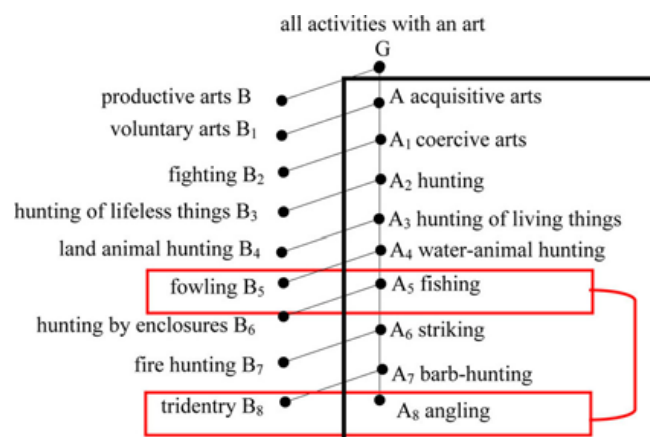 all activities with an art
G
productive arts B
A acquisitive arts
voluntary arts B₁
A₁ coercive arts
fighting B₂
A₂ hunting
hunting of lifeless things B₃
A₃ hunting of living things
land animal hunting B₄
A₄ water-animal hunting
fowling B₅
A₅ fishing
hunting by enclosures B₆
A₆ striking
fire hunting B₇
A₇ barb-hunting
tridentry B₈
A₈ angling